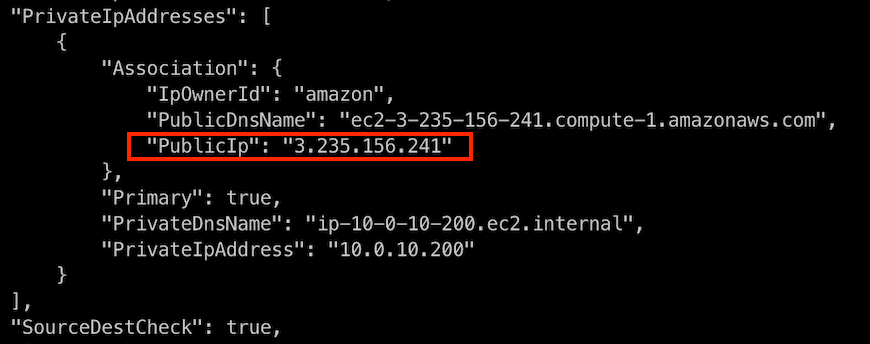 "PrivateIpAddresses": [
{
"Association": {
"IpOwnerId": "amazon",
"PublicDnsName": "ec2-3-235-156-241.compute-1.amazonaws.com",
"PublicIp": "3.235.156.241"
},
"Primary": true,
"PrivateDnsName": "ip-10-0-10-200.ec2.internal",
"PrivateIpAddress": "10.0.10.200"
}
],
"SourceDestCheck": true,